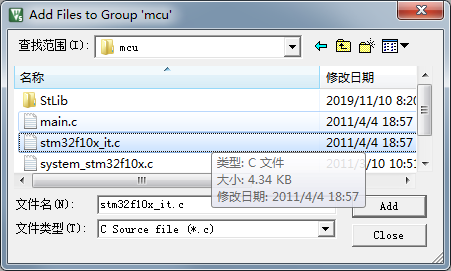 Add Files to Group 'mcu'
查找范围(I): mcu
名称 修改日期
StLib 2019/11/10 8:20
main.c 2011/4/4 18:57
stm32f10x_it.c 2011/4/4 18:57
system_stm32f10x.c 2011/3/10 10:51
类型: C 文件
大小: 4.34 KB
修改日期: 2011/4/4 18:57
文件名(N): stm32f10x_it.c Add
文件类型(T): C Source file (*.c) Close